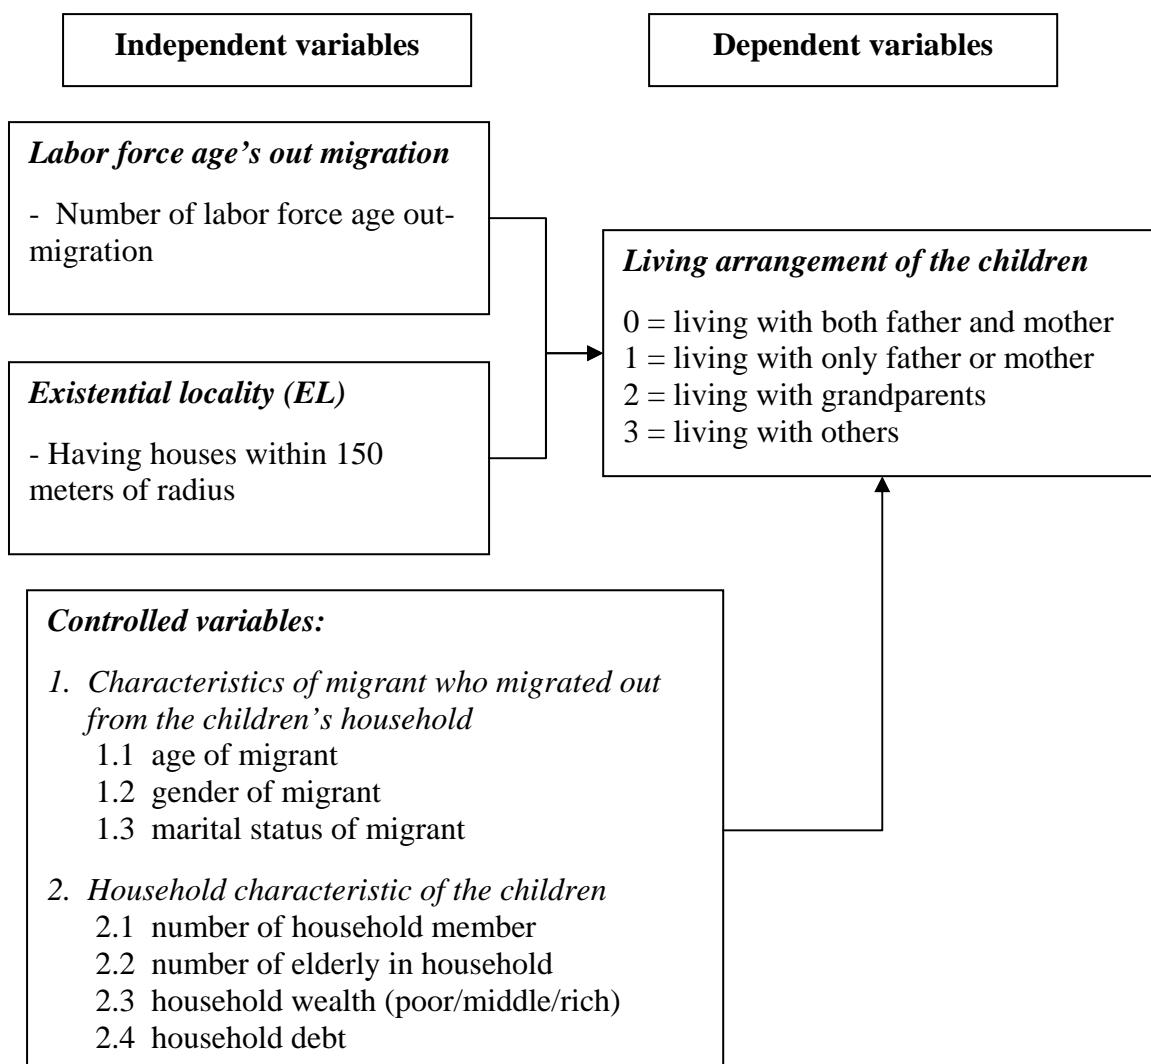 Independent variables
Dependent variables
Labor force age’s out migration
- Number of labor force age out-
migration
Existential locality (EL)
- Having houses within 150
meters of radius
Living arrangement of the children
0 = living with both father and mother
1 = living with only father or mother
2 = living with grandparents
3 = living with others
Controlled variables:
1. Characteristics of migrant who migrated out
from the children’s household
1.1 age of migrant
1.2 gender of migrant
1.3 marital status of migrant
2. Household characteristic of the children
2.1 number of household member
2.2 number of elderly in household
2.3 household wealth (poor/middle/rich)
2.4 household debt